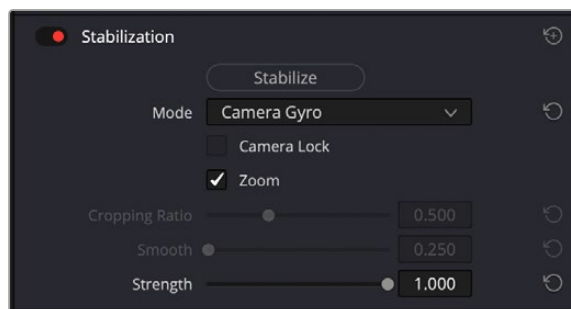 Stabilization
Stabilize
Mode Camera Gyro
Camera Lock
Zoom
Cropping Ratio 0.500
Smooth 0.250
Strength 1.000